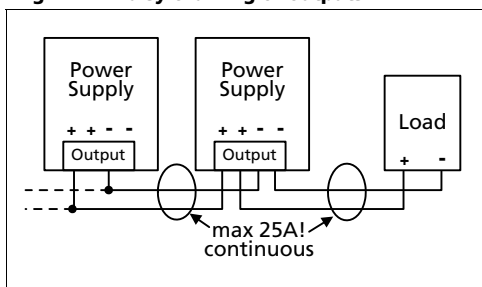 Power
Supply
+ + - -
Output
Power
Supply
+ + - -
Output
Load
+ -
max 25A!
continuous